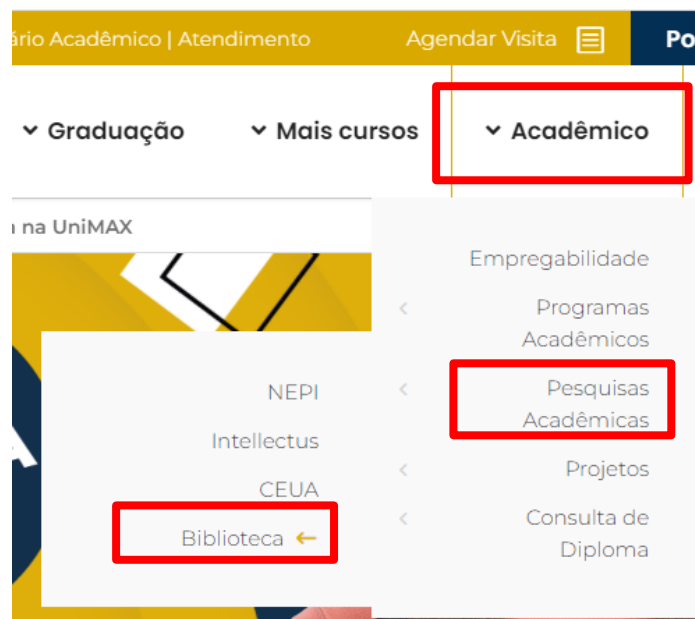 ário Acadêmico | Atendimento Agendar Visita Po
Graduação Mais cursos Acadêmico
na UniMAX
Empregabilidade
Programas
Acadêmicos
Pesquisas
Acadêmicas
Projetos
Consulta de
Diploma
NEPI
Intellectus
CEUA
Biblioteca ←